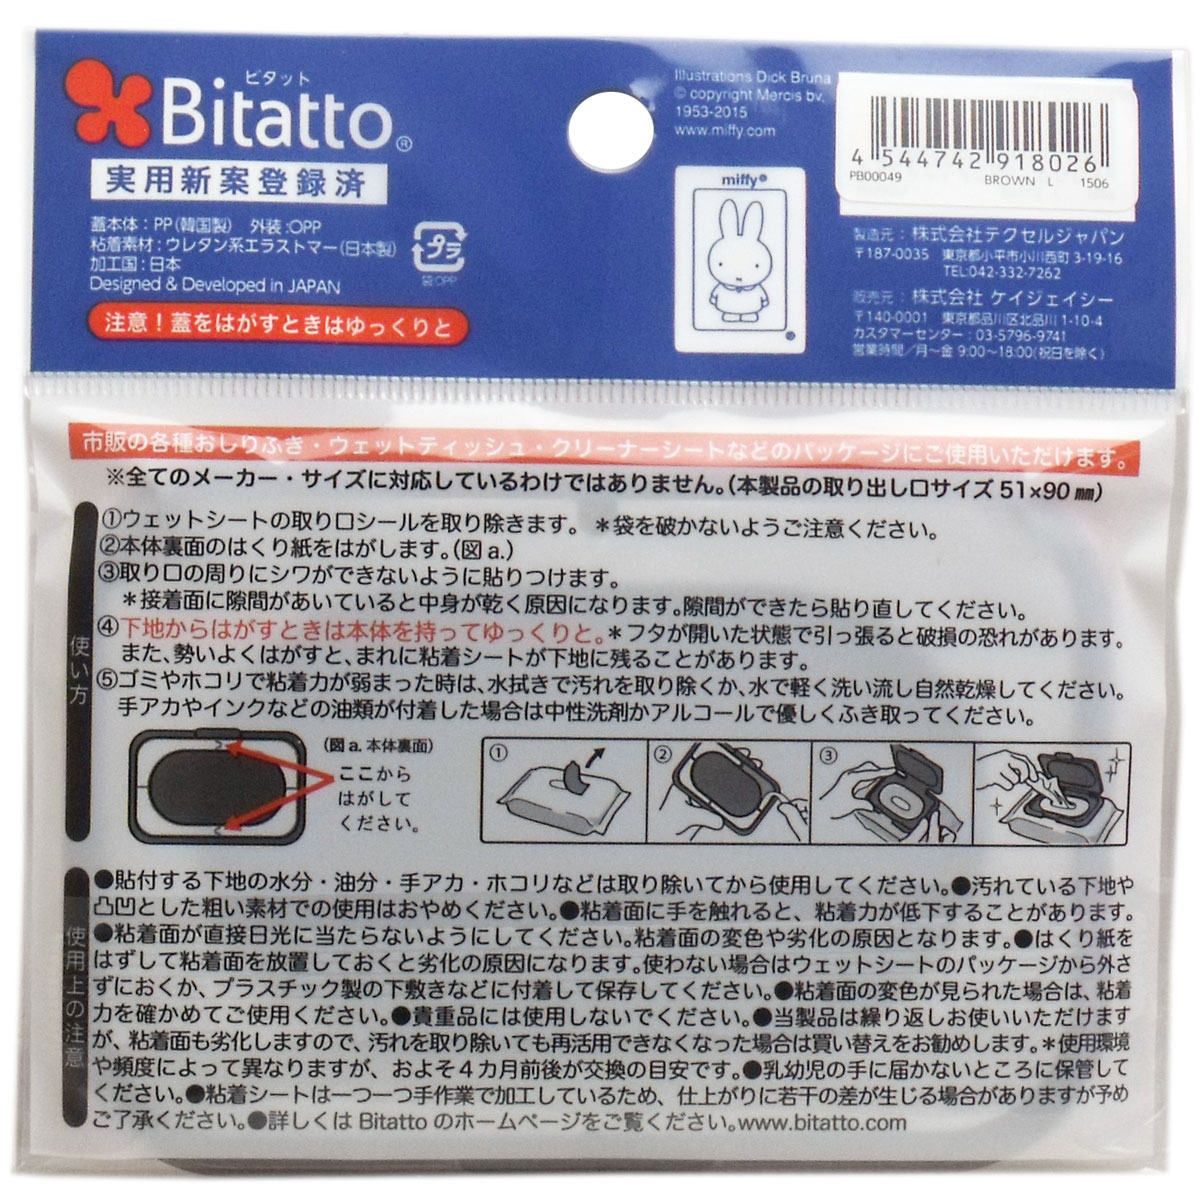 ビタット
Bitatto®
実用新案登録済
蓋本体：PP（韓国製） 外装：OPP
粘着素材：ウレタン系エラストマー（日本製）
加工国：日本
Designed & Developed in JAPAN
プラ
袋:OPP
注意！蓋をはがすときはゆっくりと
Illustrations Dick Bruna
© copyright Mercis bv,
1953-2015
www.miffy.com
miffy®
4 544742 918026
PB00049 BROWN L 1506
製造元：株式会社テクセルジャパン
〒187-0035 東京都小平市小川西町3-19-16
TEL:042-332-7262
販売元：株式会社 ケイジェイシー
〒140-0001 東京都品川区北品川1-10-4
カスタマーセンター：03-5796-9741
営業時間／月〜金 9:00〜18:00(祝日を除く)
市販の各種おしりふき・ウェットティッシュ・クリーナーシートなどのパッケージにご使用いただけます。
※全てのメーカー・サイズに対応しているわけではありません。（本製品の取り出し口サイズ 51×90㎜）
使い方
①ウェットシートの取り口シールを取り除きます。 ＊袋を破かないようご注意ください。
②本体裏面のはくり紙をはがします。（図a.）
③取り口の周りにシワができないように貼りつけます。
＊接着面に隙間があいていると中身が乾く原因になります。隙間ができたら貼り直してください。
④下地からはがすときは本体を持ってゆっくりと。＊フタが開いた状態で引っ張ると破損の恐れがあります。
また、勢いよくはがすと、まれに粘着シートが下地に残ることがあります。
⑤ゴミやホコリで粘着力が弱まった時は、水拭きで汚れを取り除くか、水で軽く洗い流し自然乾燥してください。
手アカやインクなどの油類が付着した場合は中性洗剤かアルコールで優しくふき取ってください。
（図a.本体裏面）
ここから
はがして
ください。
①
②
③
使用上の注意
●貼付する下地の水分・油分・手アカ・ホコリなどは取り除いてから使用してください。●汚れている下地や
凸凹とした粗い素材での使用はおやめください。●粘着面に手を触れると、粘着力が低下することがあります。
●粘着面が直接日光に当たらないようにしてください。粘着面の変色や劣化の原因となります。●はくり紙を
はずして粘着面を放置しておくと劣化の原因になります。使わない場合はウェットシートのパッケージから外さ
ずにおくか、プラスチック製の下敷きなどに付着して保存してください。●粘着面の変色が見られた場合は、粘着
力を確かめてご使用ください。●貴重品には使用しないでください。●当製品は繰り返しお使いいただけます
が、粘着面も劣化しますので、汚れを取り除いても再活用できなくなった場合は買い替えをお勧めします。＊使用環境
や頻度によって異なりますが、およそ４カ月前後が交換の目安です。●乳幼児の手に届かないところに保管して
ください。●粘着シートは一つ一つ手作業で加工しているため、仕上がりに若干の差が生じる場合がありますが予め
ご了承ください。●詳しくは Bitatto のホームページをご覧ください。www.bitatto.com